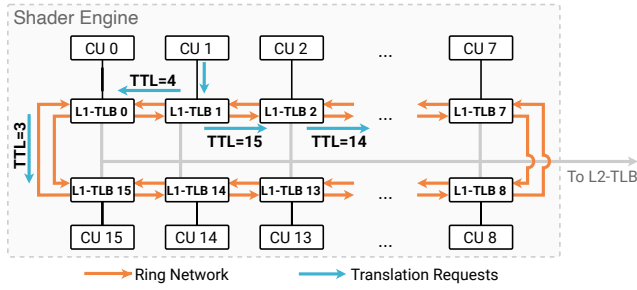 Shader Engine
CU 0
CU 1
CU 2
...
CU 7
TTL=4
L1-TLB 0
L1-TLB 1
L1-TLB 2
L1-TLB 7
TTL=3
TTL=15
TTL=14
To L2-TLB
L1-TLB 15
L1-TLB 14
L1-TLB 13
L1-TLB 8
CU 15
CU 14
CU 13
...
CU 8
Ring Network
Translation Requests